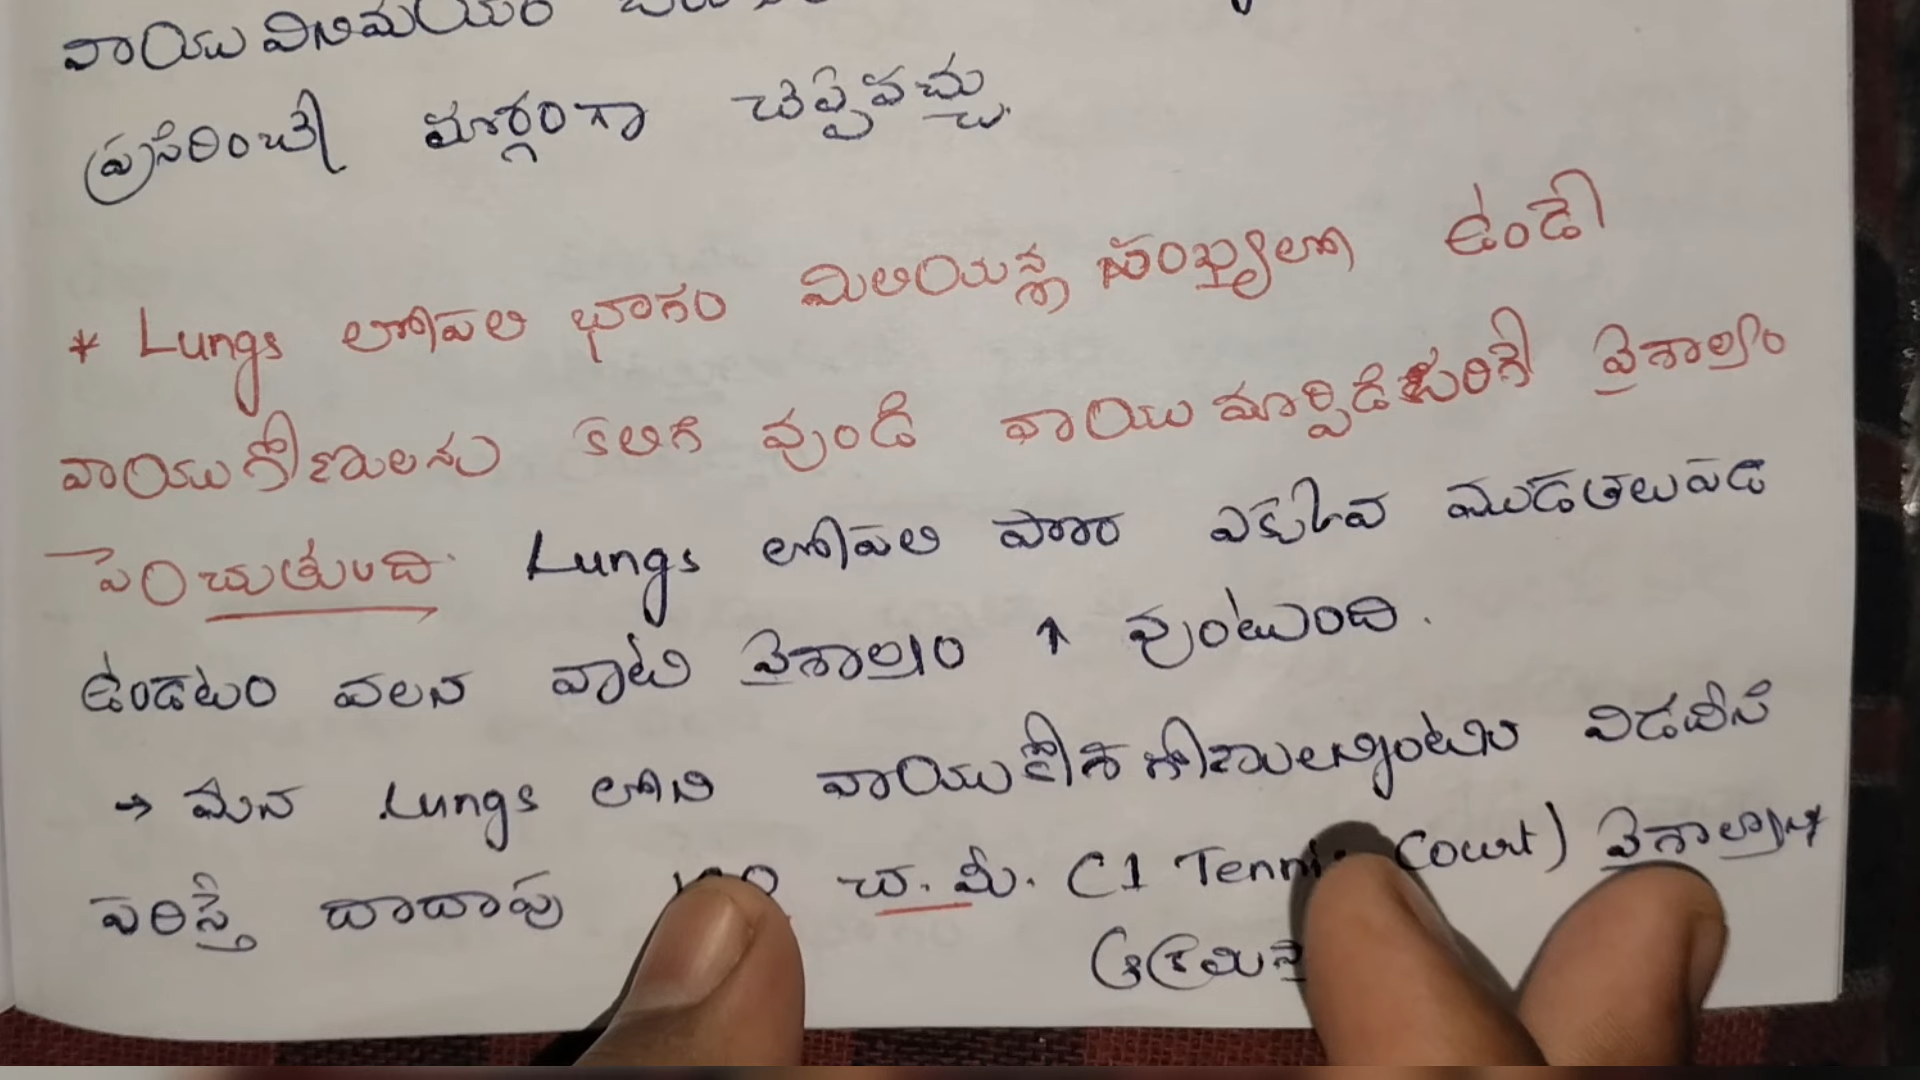 వాయు వినిమయం
ప్రసరించే మార్గంగా చెప్పవచ్చు.
* Lungs లోపలి భాగం మిలియన్ల సంఖ్యలో ఉండే
వాయుగోణులను కలిగి వుండి వాయుమార్పిడి జరిగే వైశాల్యం
పెంచుతుంది. Lungs లోపలి పొర ఎక్కువ ముడతలుపడి
ఉండటం వలన వాటి వైశాల్యం ↑ వుంటుంది.
→ మన Lungs లోని వాయుకోశ గోణులన్నింటిని విడదీసి
పరిస్తే దాదాపు చ. మీ. (1 Tennis Court) వైశాల్యం